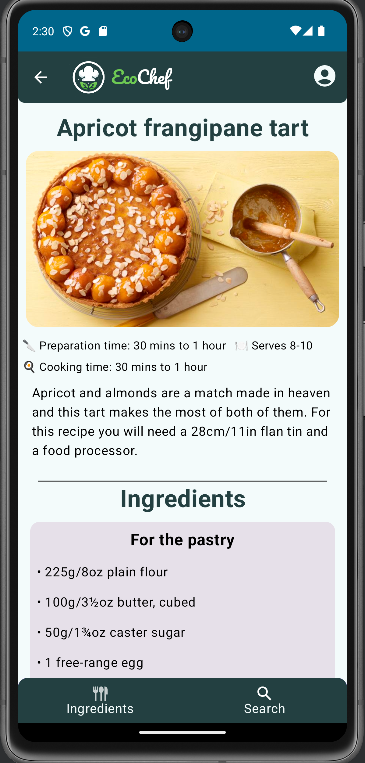 2:30
EcoChef
Apricot frangipane tart
Preparation time: 30 mins to 1 hour Serves 8-10
Cooking time: 30 mins to 1 hour
Apricot and almonds are a match made in heaven
and this tart makes the most of both of them. For
this recipe you will need a 28cm/11in flan tin and
a food processor.
Ingredients
For the pastry
• 225g/8oz plain flour
• 100g/3½oz butter, cubed
• 50g/1¾oz caster sugar
• 1 free-range egg
Ingredients Search